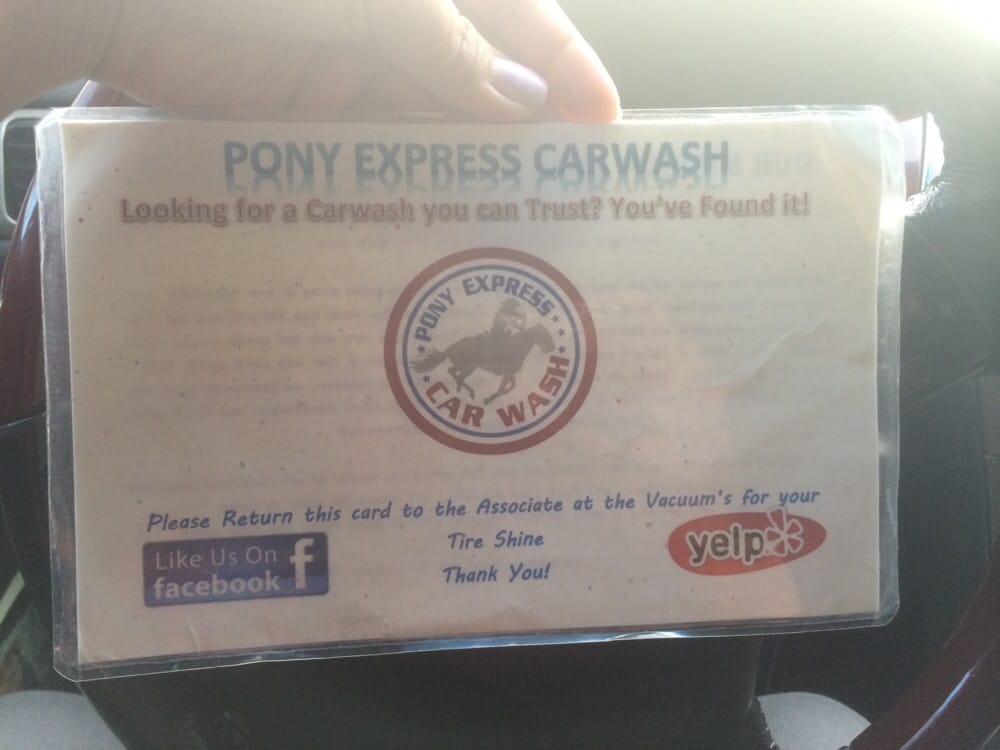 PONY EXPRESS CARWASH
Looking for a Carwash you can Trust? You've Found it!
PONY EXPRESS
CAR WASH
Please Return this card to the Associate at the Vacuum's for your
Tire Shine
Thank You!
Like Us On
facebook f
yelp